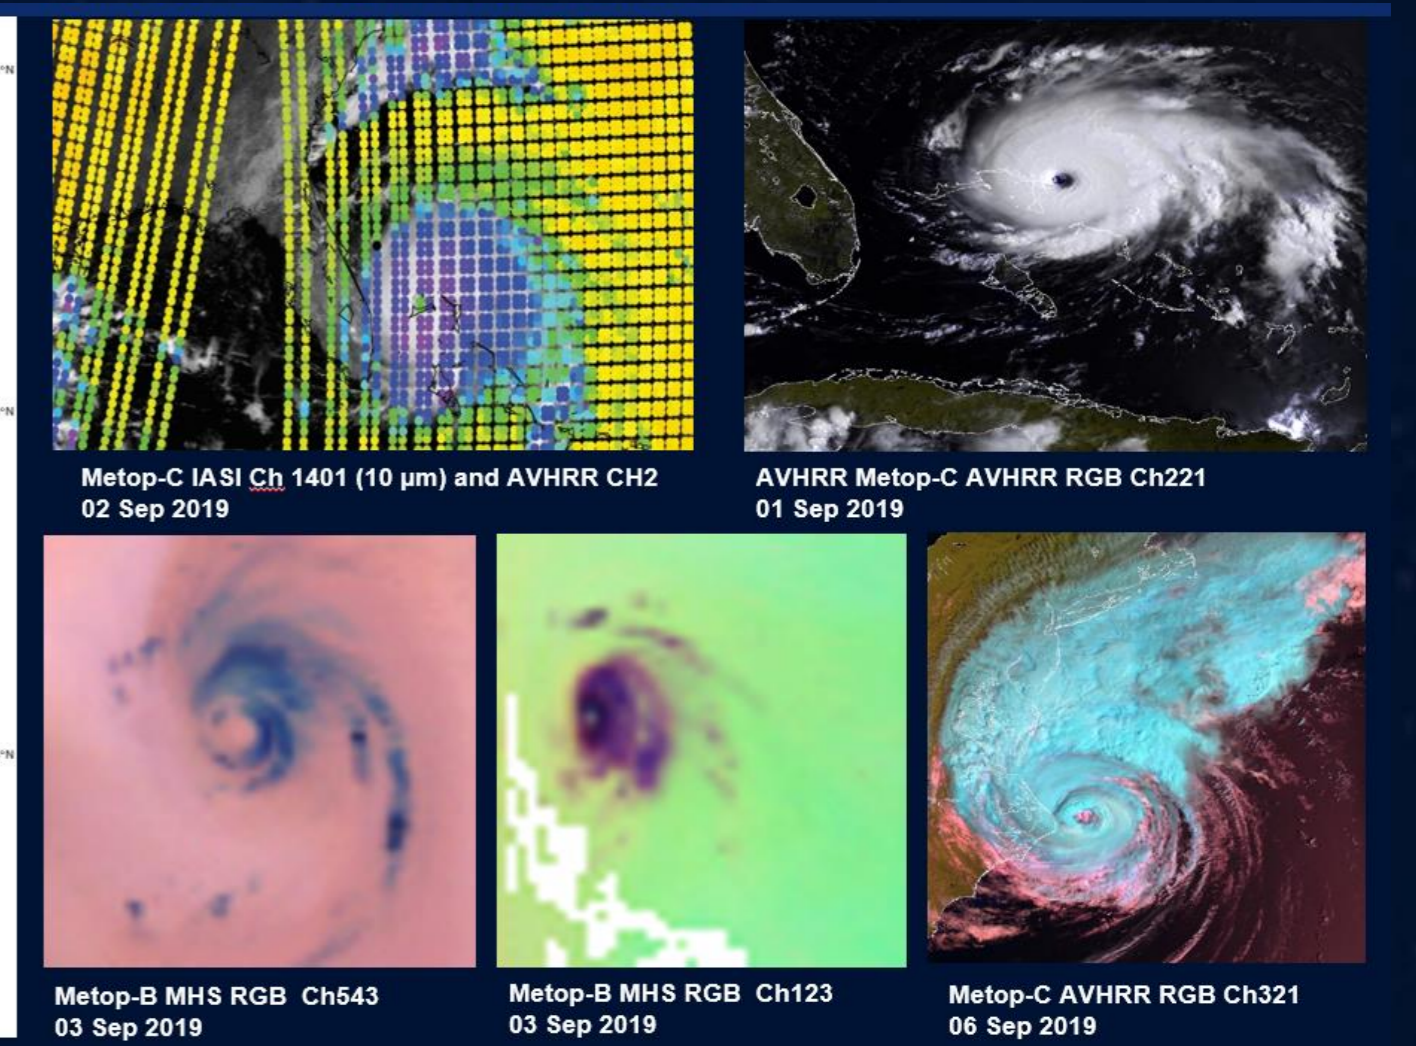 °N
°N
°N
Metop-C IASI Ch 1401 (10 µm) and AVHRR CH2
02 Sep 2019
AVHRR Metop-C AVHRR RGB Ch221
01 Sep 2019
Metop-B MHS RGB Ch543
03 Sep 2019
Metop-B MHS RGB Ch123
03 Sep 2019
Metop-C AVHRR RGB Ch321
06 Sep 2019